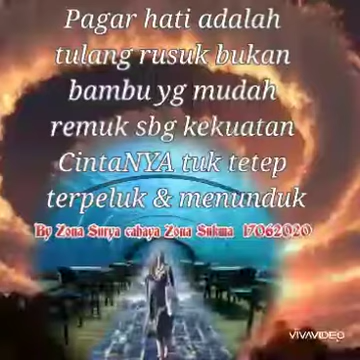 Pagar hati adalah
tulang rusuk bukan
bambu yg mudah
remuk sbg kekuatan
CintaNYA tuk tetep
terpeluk & menunduk
By Zona Surya cahaya Zona Sukma 17062020
VIVAVIDEO